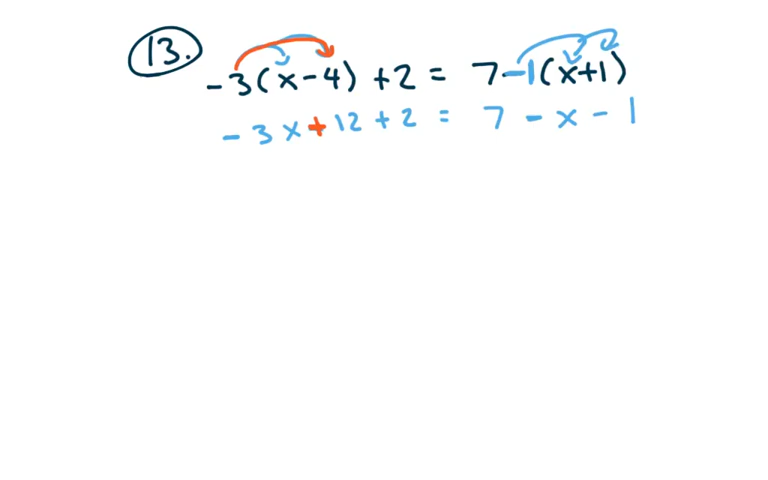 13. -3(x-4) +2 = 7-1(x+1)
-3x+12+2 = 7-x-1